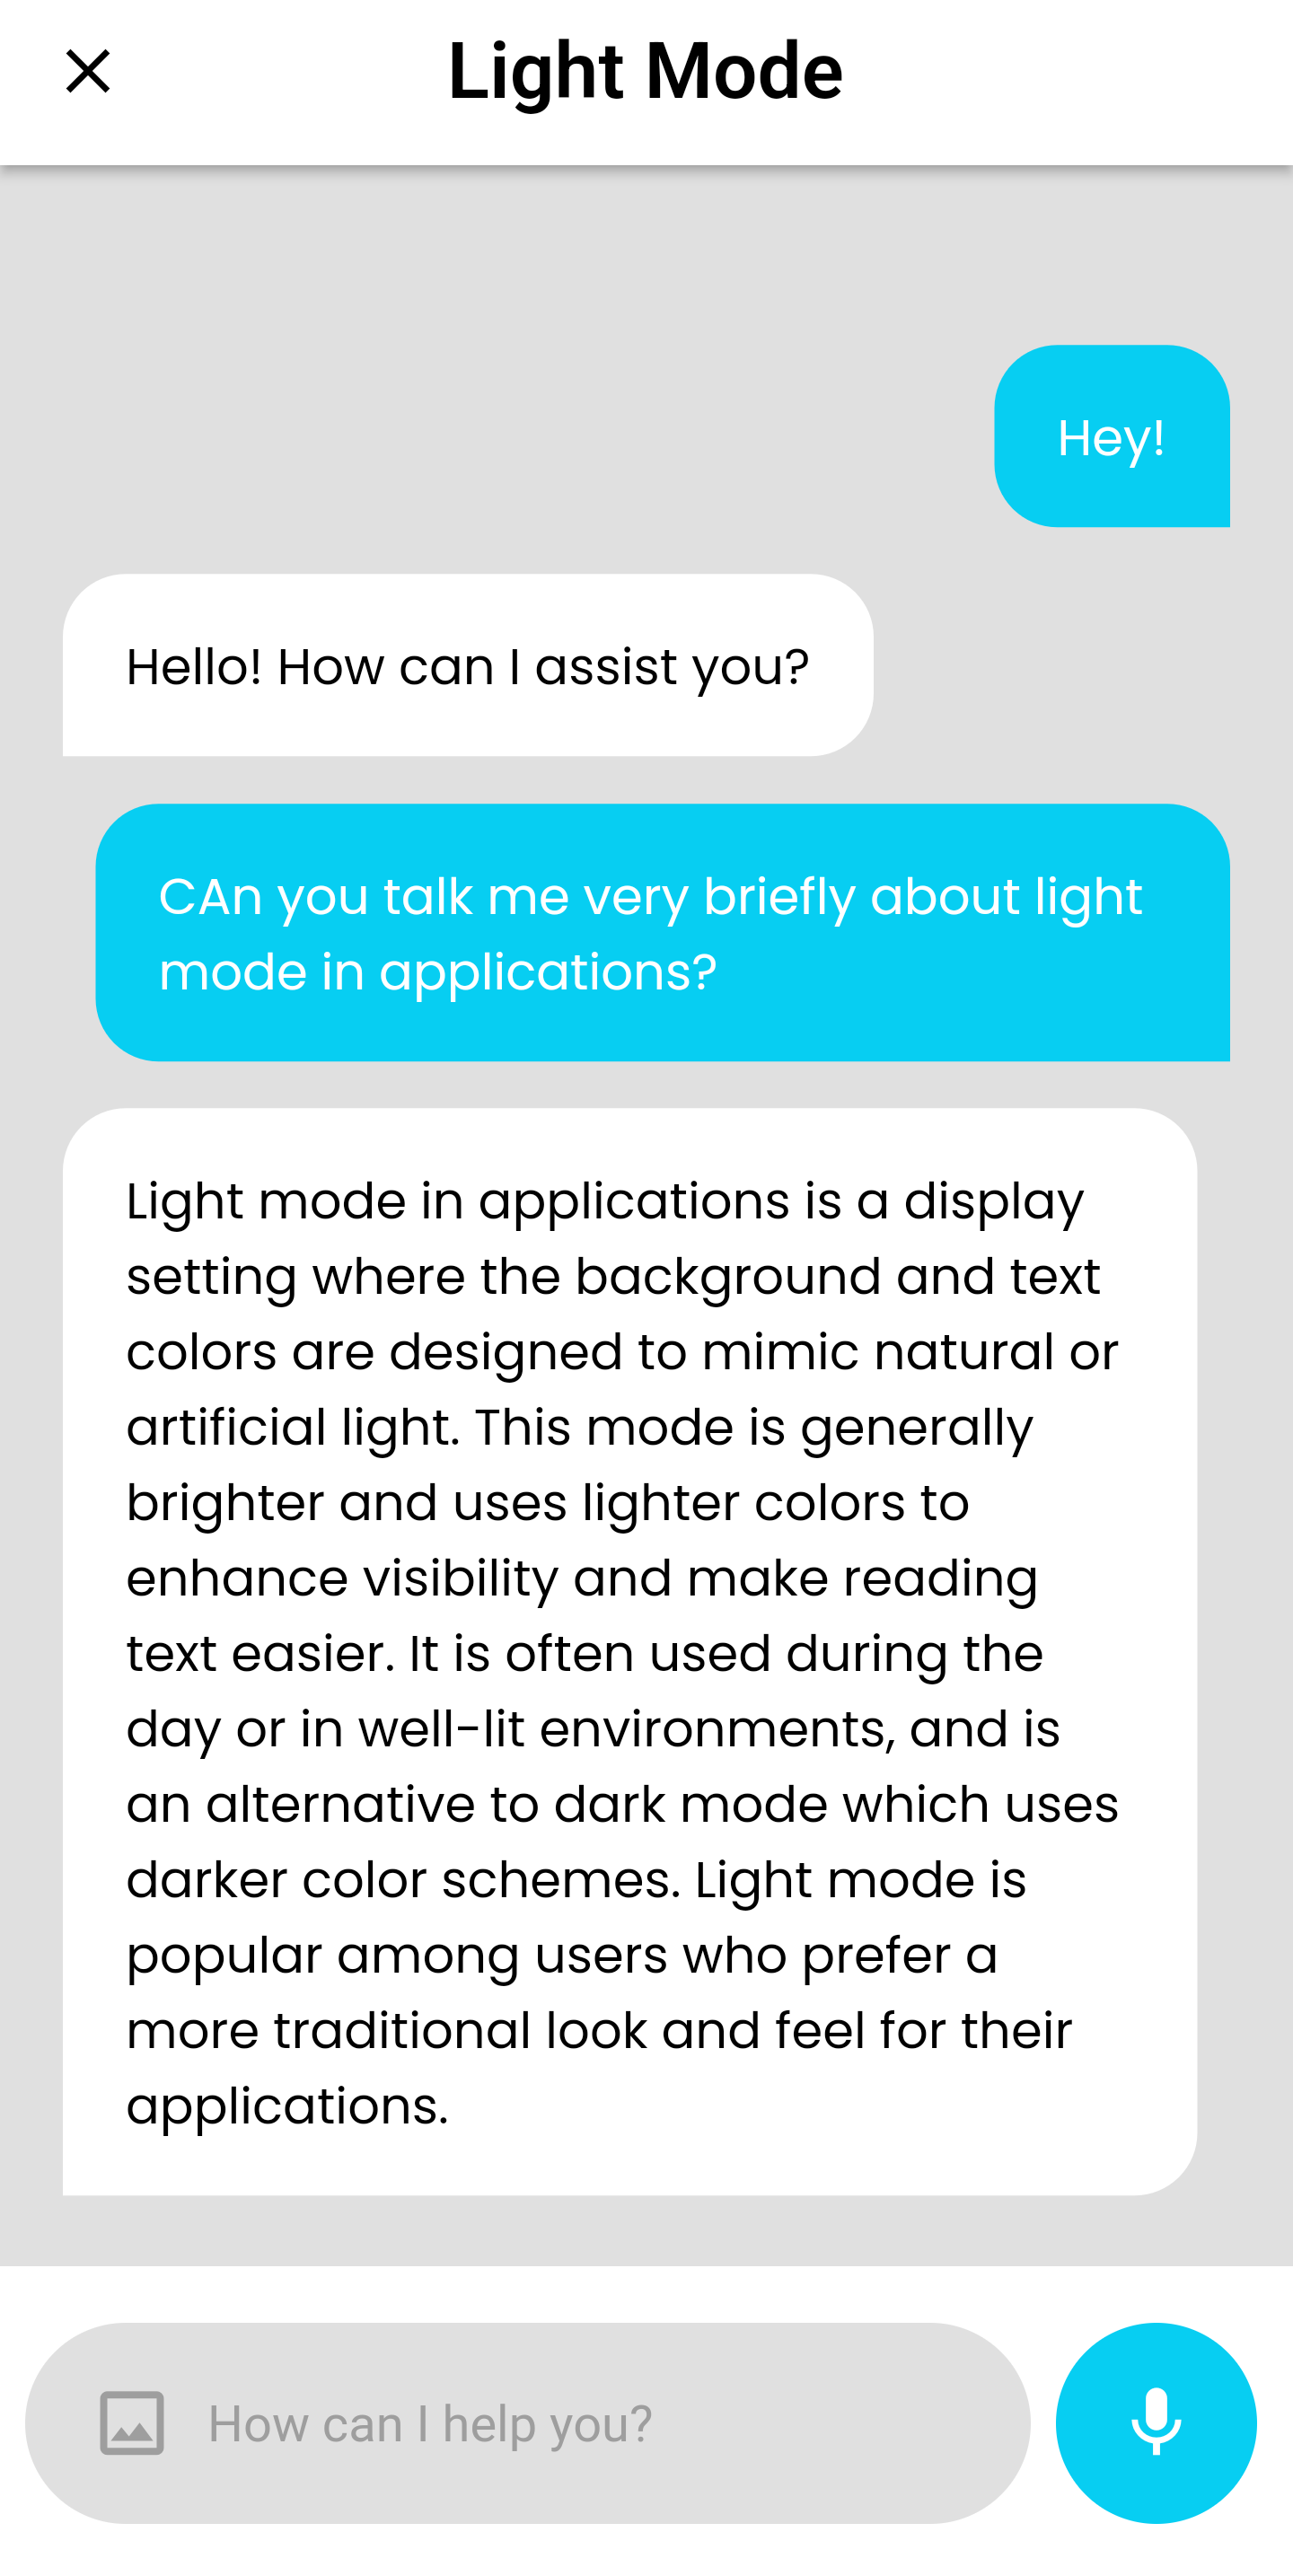 Light Mode
Hey!
Hello! How can I assist you?
CAn you talk me very briefly about light
mode in applications?
Light mode in applications is a display
setting where the background and text
colors are designed to mimic natural or
artificial light. This mode is generally
brighter and uses lighter colors to
enhance visibility and make reading
text easier. It is often used during the
day or in well-lit environments, and is
an alternative to dark mode which uses
darker color schemes. Light mode is
popular among users who prefer a
more traditional look and feel for their
applications.
How can I help you?